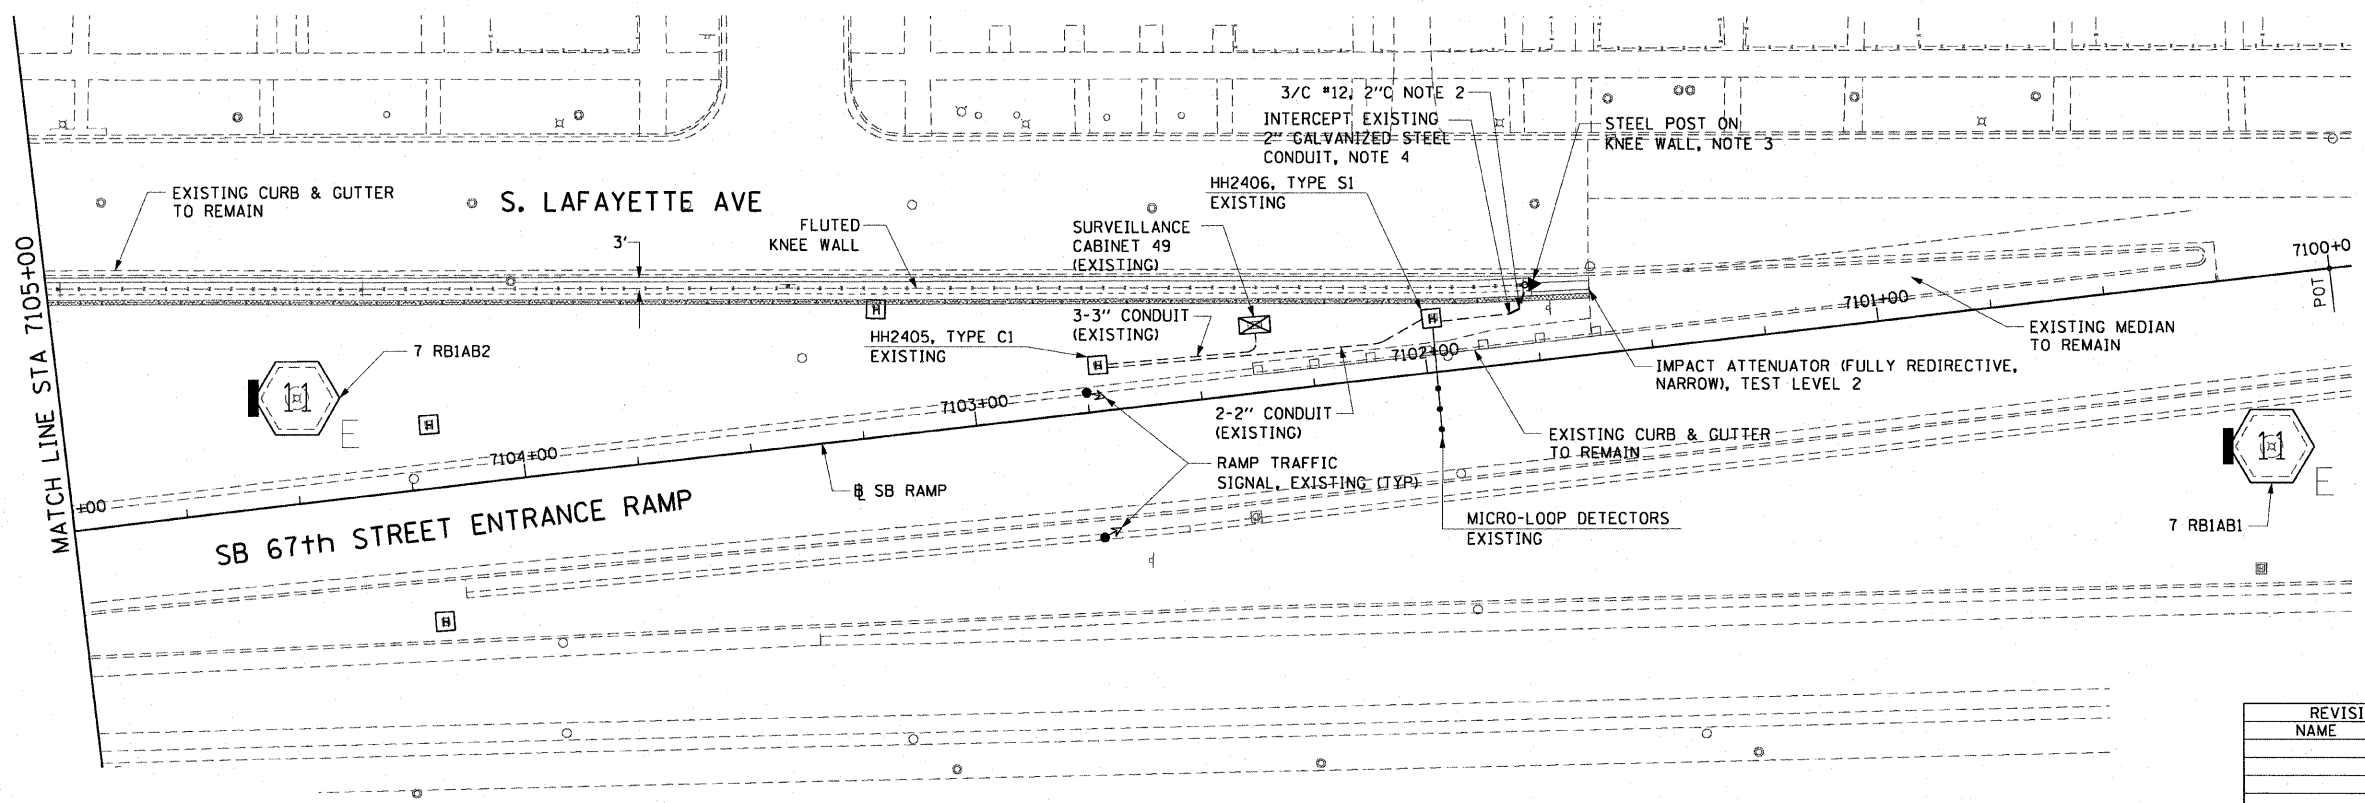 3/C #12, 2"C NOTE 2
INTERCEPT EXISTING
2" GALVANIZED STEEL
CONDUIT, NOTE 4
STEEL POST ON
KNEE WALL, NOTE 3
HH2406, TYPE S1
EXISTING
EXISTING CURB & GUTTER
TO REMAIN
S. LAFAYETTE AVE
FLUTED
KNEE WALL
3'
SURVEILLANCE
CABINET 49
(EXISTING)
MATCH LINE STA 7105+00
7100+0
POT
7101+00
3-3" CONDUIT
(EXISTING)
HH2405, TYPE C1
EXISTING
H
H
H
EXISTING MEDIAN
TO REMAIN
7 RB1AB2
11
E
H
7102+00
IMPACT ATTENUATOR (FULLY REDIRECTIVE,
NARROW), TEST LEVEL 2
7103+00
2-2" CONDUIT
(EXISTING)
EXISTING CURB & GUTTER
TO REMAIN
11
E
7104+00
RAMP TRAFFIC
SIGNAL, EXISTING (TYP)
B SB RAMP
+00
SB 67th STREET ENTRANCE RAMP
MICRO-LOOP DETECTORS
EXISTING
7 RB1AB1
H
H
REVISI
NAME